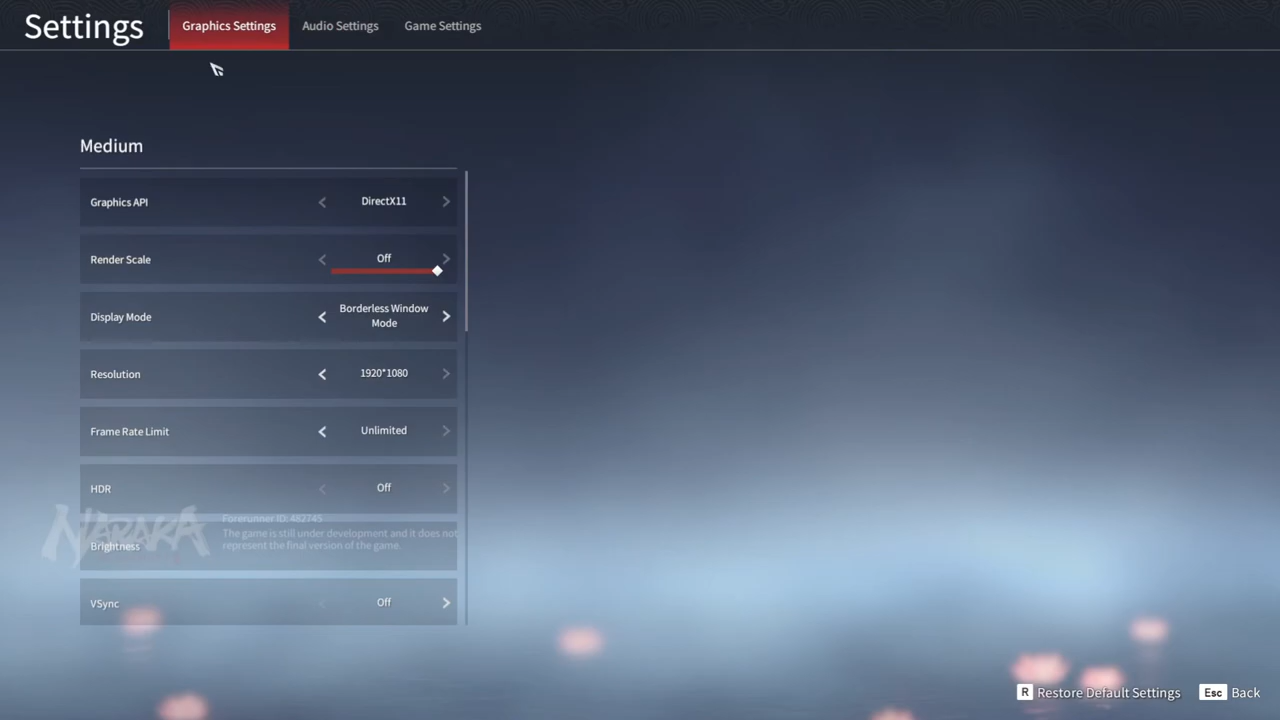 Settings
Graphics Settings
Audio Settings
Game Settings
Medium
Graphics API
DirectX11
Render Scale
Off
Display Mode
Borderless Window
Mode
Resolution
1920*1080
Frame Rate Limit
Unlimited
HDR
Off
NARAKA
Forerunner ID: 482745
The game is still under development and it does not
represent the final version of the game.
Brightness
VSync
Off
R Restore Default Settings
Esc Back